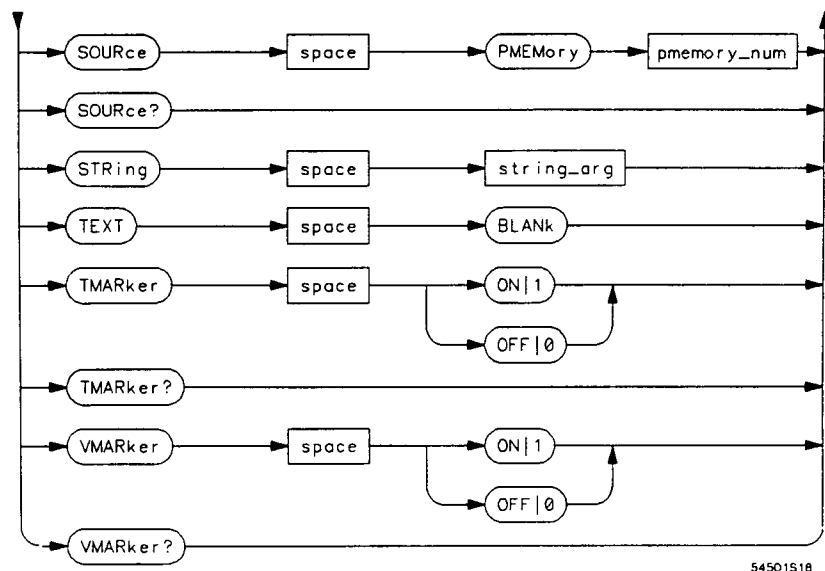 SOURce space PMEMory pmemory_num
SOURce?
STRing space string_arg
TEXT space BLANk
TMARker space ON|1
OFF|0
TMARker?
VMARker space ON|1
OFF|0
VMARker?
54501S18